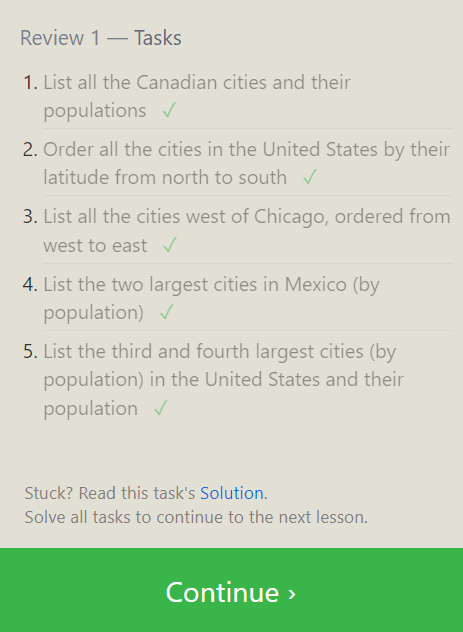 Review 1 — Tasks
1. List all the Canadian cities and their
populations ✓
2. Order all the cities in the United States by their
latitude from north to south ✓
3. List all the cities west of Chicago, ordered from
west to east ✓
4. List the two largest cities in Mexico (by
population) ✓
5. List the third and fourth largest cities (by
population) in the United States and their
population ✓
Stuck? Read this task's Solution.
Solve all tasks to continue to the next lesson.
Continue ›